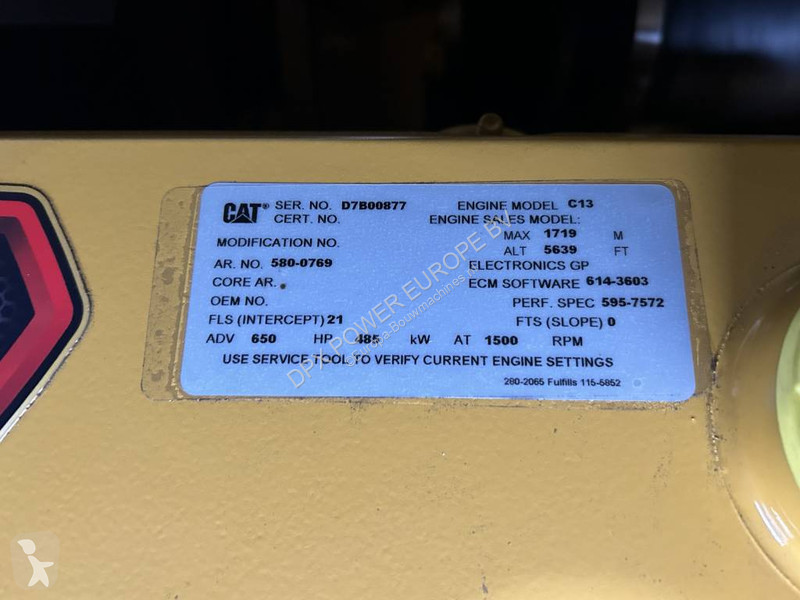 CAT® SER. NO. D7B00877 ENGINE MODEL C13
CERT. NO. ENGINE SALES MODEL:
MODIFICATION NO. MAX 1719 M
ALT 5639 FT
AR. NO. 580-0769 ELECTRONICS GP
CORE AR. ECM SOFTWARE 614-3603
OEM NO. PERF. SPEC 595-7572
FLS (INTERCEPT) 21 FTS (SLOPE) 0
ADV 650 HP 485 kW AT 1500 RPM
USE SERVICE TOOL TO VERIFY CURRENT ENGINE SETTINGS
280-2065 Fulfills 115-5852
DPX POWER EUROPE BV